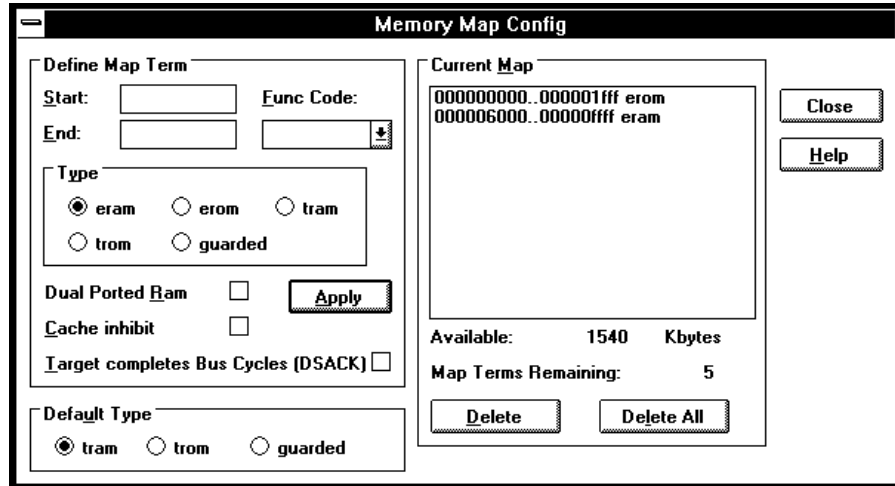 Memory Map Config
Define Map Term
Start:
Func Code:
End:
Type
eram
erom
tram
trom
guarded
Dual Ported Ram
Apply
Cache inhibit
Target completes Bus Cycles (DSACK)
Default Type
tram
trom
guarded
Current Map
000000000..000001fff erom
000006000..00000ffff eram
Available: 1540 Kbytes
Map Terms Remaining: 5
Delete
Delete All
Close
Help